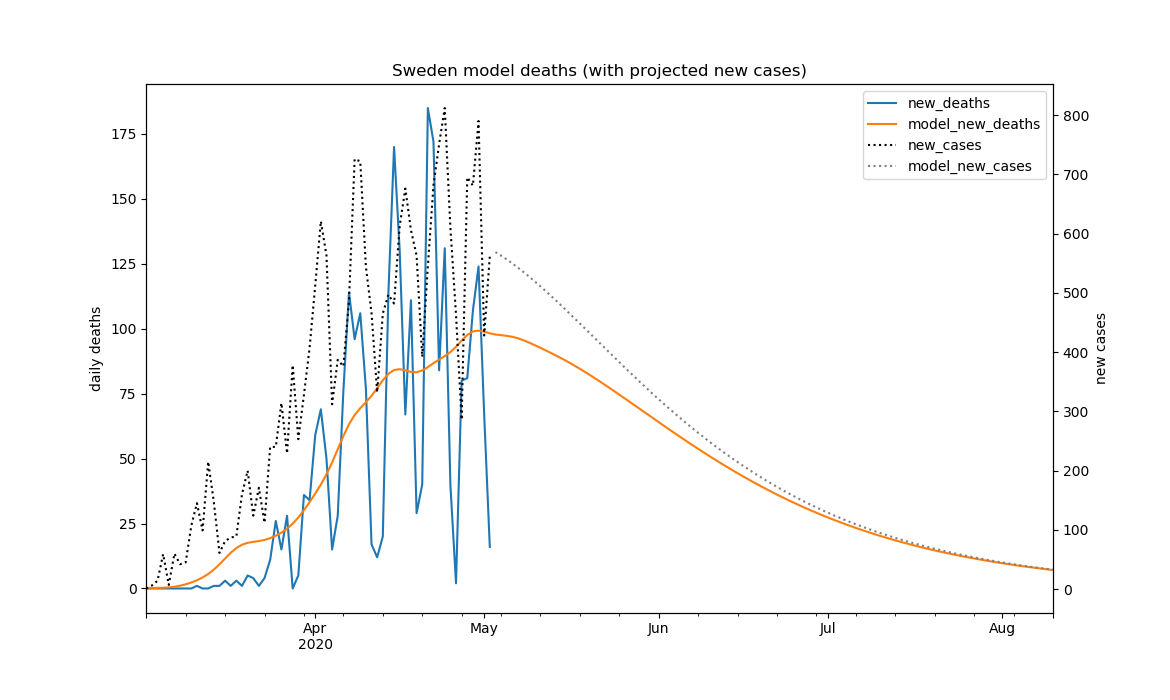 Sweden model deaths (with projected new cases)
new_deaths
model_new_deaths
new_cases
model_new_cases
daily deaths
175
150
125
100
75
50
25
0
800
700
600
500
400
300
200
100
0
new cases
Apr
2020
May
Jun
Jul
Aug